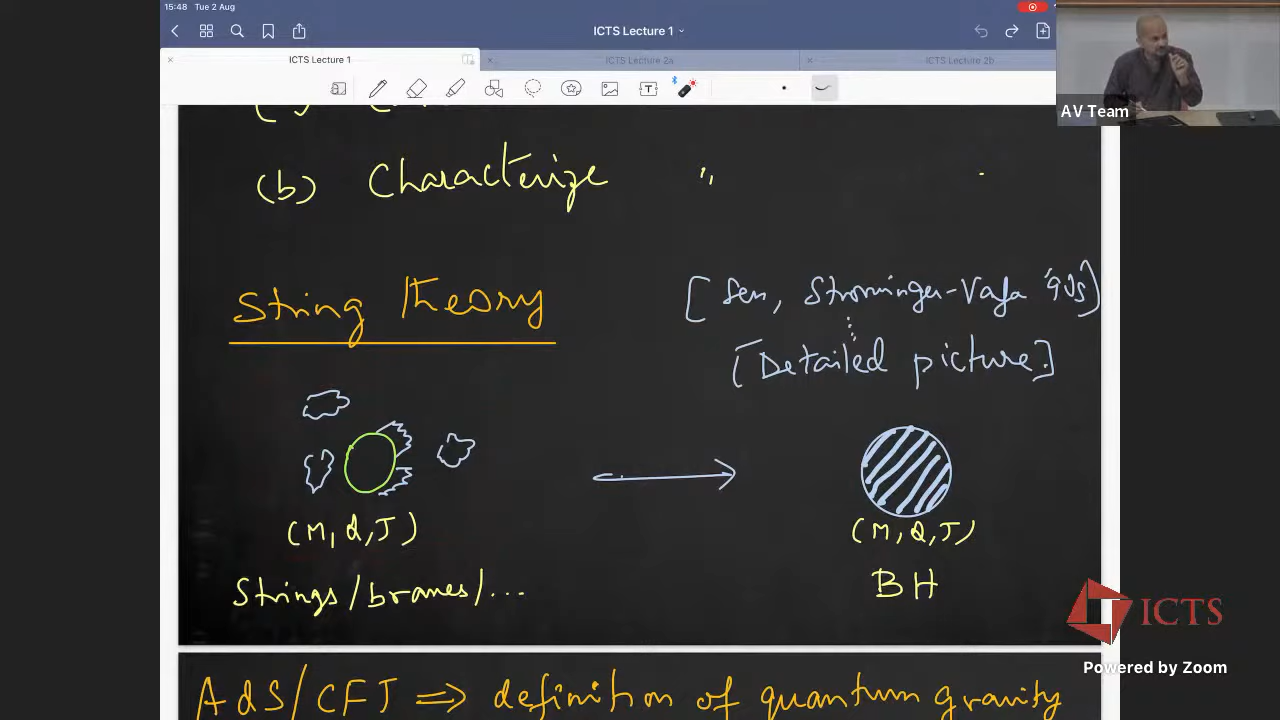 15:48 Tue 2 Aug
ICTS Lecture 1
ICTS Lecture 1
ICTS Lecture 2a
ICTS Lecture 2b
AV Team
(b) Characterize " .
String theory
[Sen, Strominger-Vafa '90s]
[Detailed picture.]
(M, Q, J)
(M, Q, J)
Strings/branes/...
BH
ICTS
Powered by Zoom
AdS/CFT ⇒ definition of quantum gravity